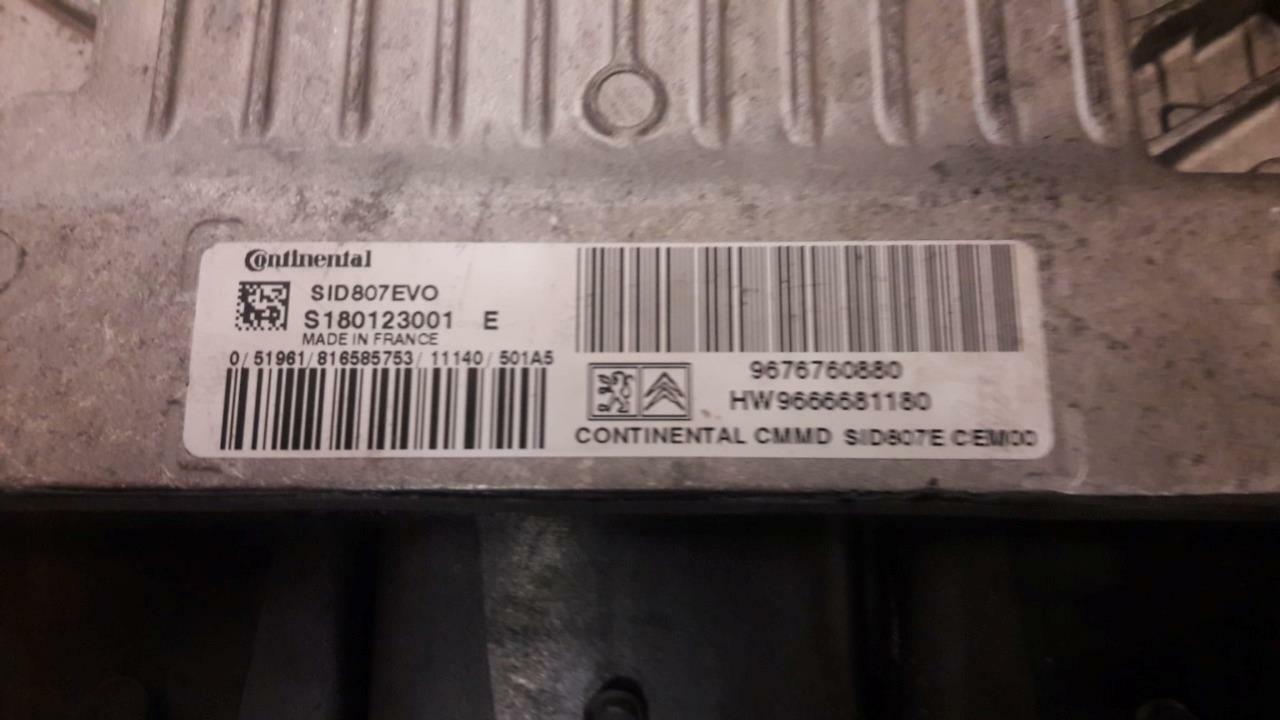 Continental
SID807EVO
S180123001 E
MADE IN FRANCE
0/51961/816585753/11140/501A5
9676760880
HW9666681180
CONTINENTAL CMMD SID807E CEM00